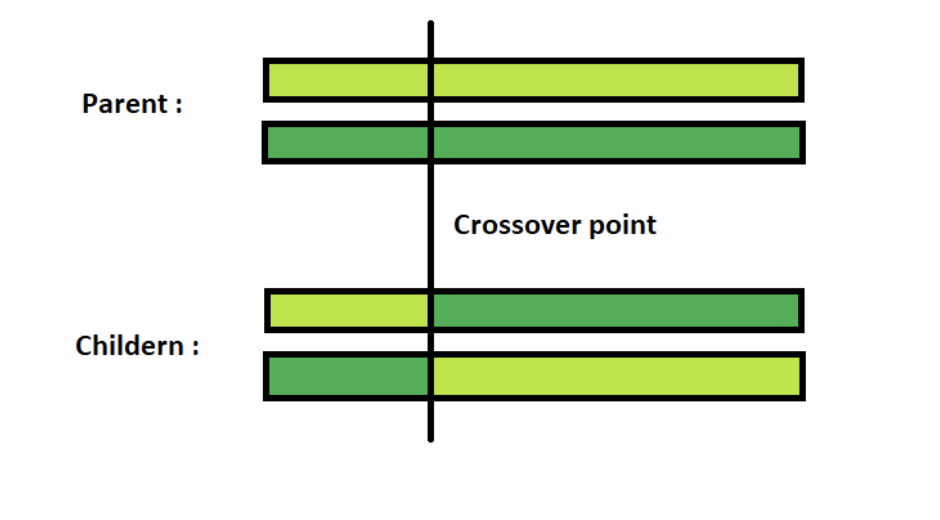 Parent :
Crossover point
Childern :